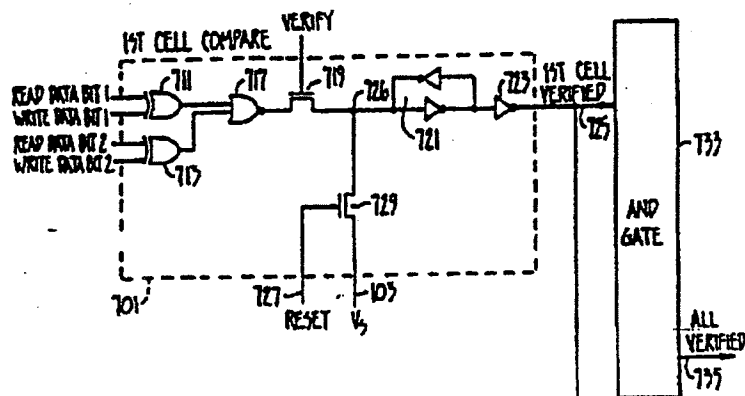 VERIFY
1ST CELL COMPARE
711
717
719
726
723
1ST CELL
VERIFIED
READ DATA BIT 1
WRITE DATA BIT 1
READ DATA BIT 2
WRITE DATA BIT 2
713
721
725
733
729
AND
GATE
701
727
103
RESET
VS
ALL
VERIFIED
735